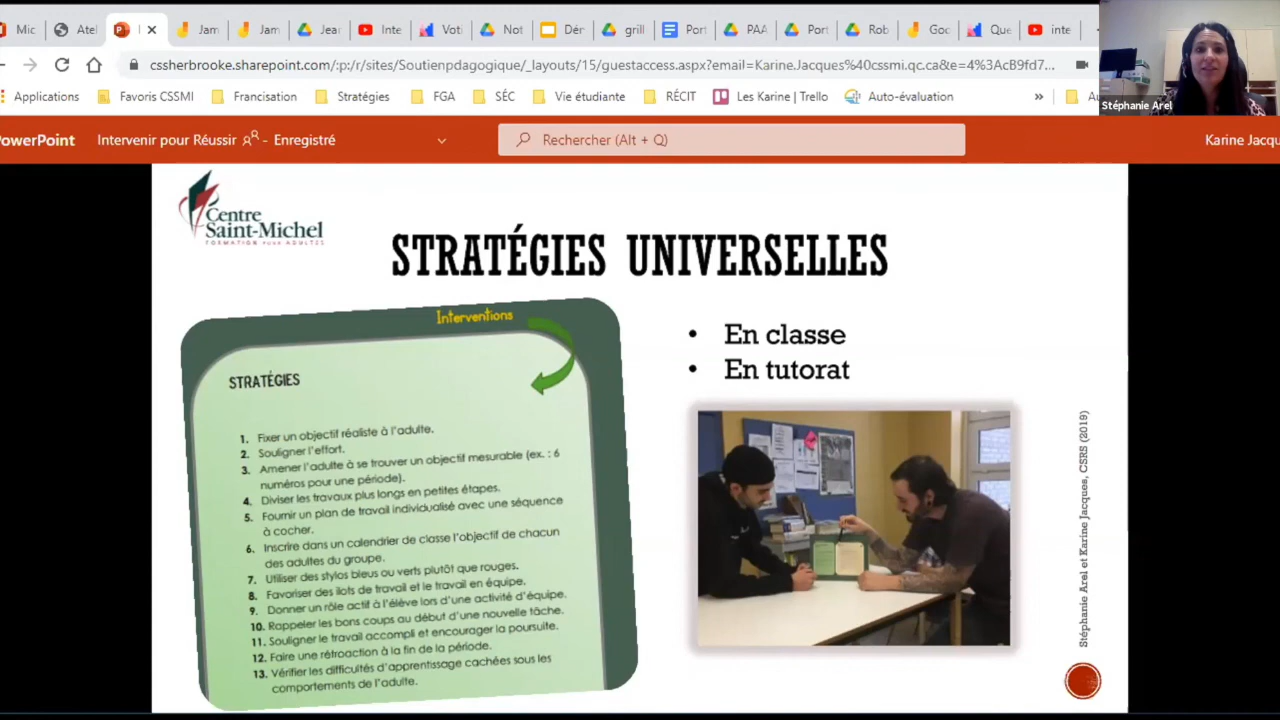 Mic
Atel
Jam
Jam
Jear
Inte
Voti
Not
Dér
grill
Port
PAA
Port
Rob
Goc
Que
inte
cssherbrooke.sharepoint.com/:p:/r/sites/Soutienpdagogique/_layouts/15/guestaccess.aspx?email=Karine.Jacques%40cssmi.qc.ca&e=4%3AcB9fd7...
Applications
Favoris CSSMI
Francisation
Stratégies
FGA
SÉC
Vie étudiante
RÉCIT
Les Karine | Trello
Auto-évaluation
»
Au
Stéphanie Arel
PowerPoint
Intervenir pour Réussir - Enregistré
Rechercher (Alt + Q)
Karine Jacqu
Centre
Saint-Michel
FORMATION POUR ADULTES
STRATÉGIES UNIVERSELLES
Interventions
STRATÉGIES
1. Fixer un objectif réaliste à l'adulte.
2. Souligner l'effort.
3. Amener l'adulte à se trouver un objectif mesurable (ex. : 6
numéros pour une période).
4. Diviser les travaux plus longs en petites étapes.
5. Fournir un plan de travail individualisé avec une séquence
à cocher.
6. Inscrire dans un calendrier de classe l'objectif de chacun
des adultes du groupe.
7. Utiliser des stylos bleus ou verts plutôt que rouges.
8. Favoriser des ilots de travail et le travail en équipe.
9. Donner un rôle actif à l'élève lors d'une activité d'équipe.
10. Rappeler les bons coups au début d'une nouvelle tâche.
11. Souligner le travail accompli et encourager la poursuite.
12. Faire une rétroaction à la fin de la période.
13. Vérifier les difficultés d'apprentissage cachées sous les
comportements de l'adulte.
• En classe
• En tutorat
Stéphanie Arel et Karine Jacques, CSRS (2019)